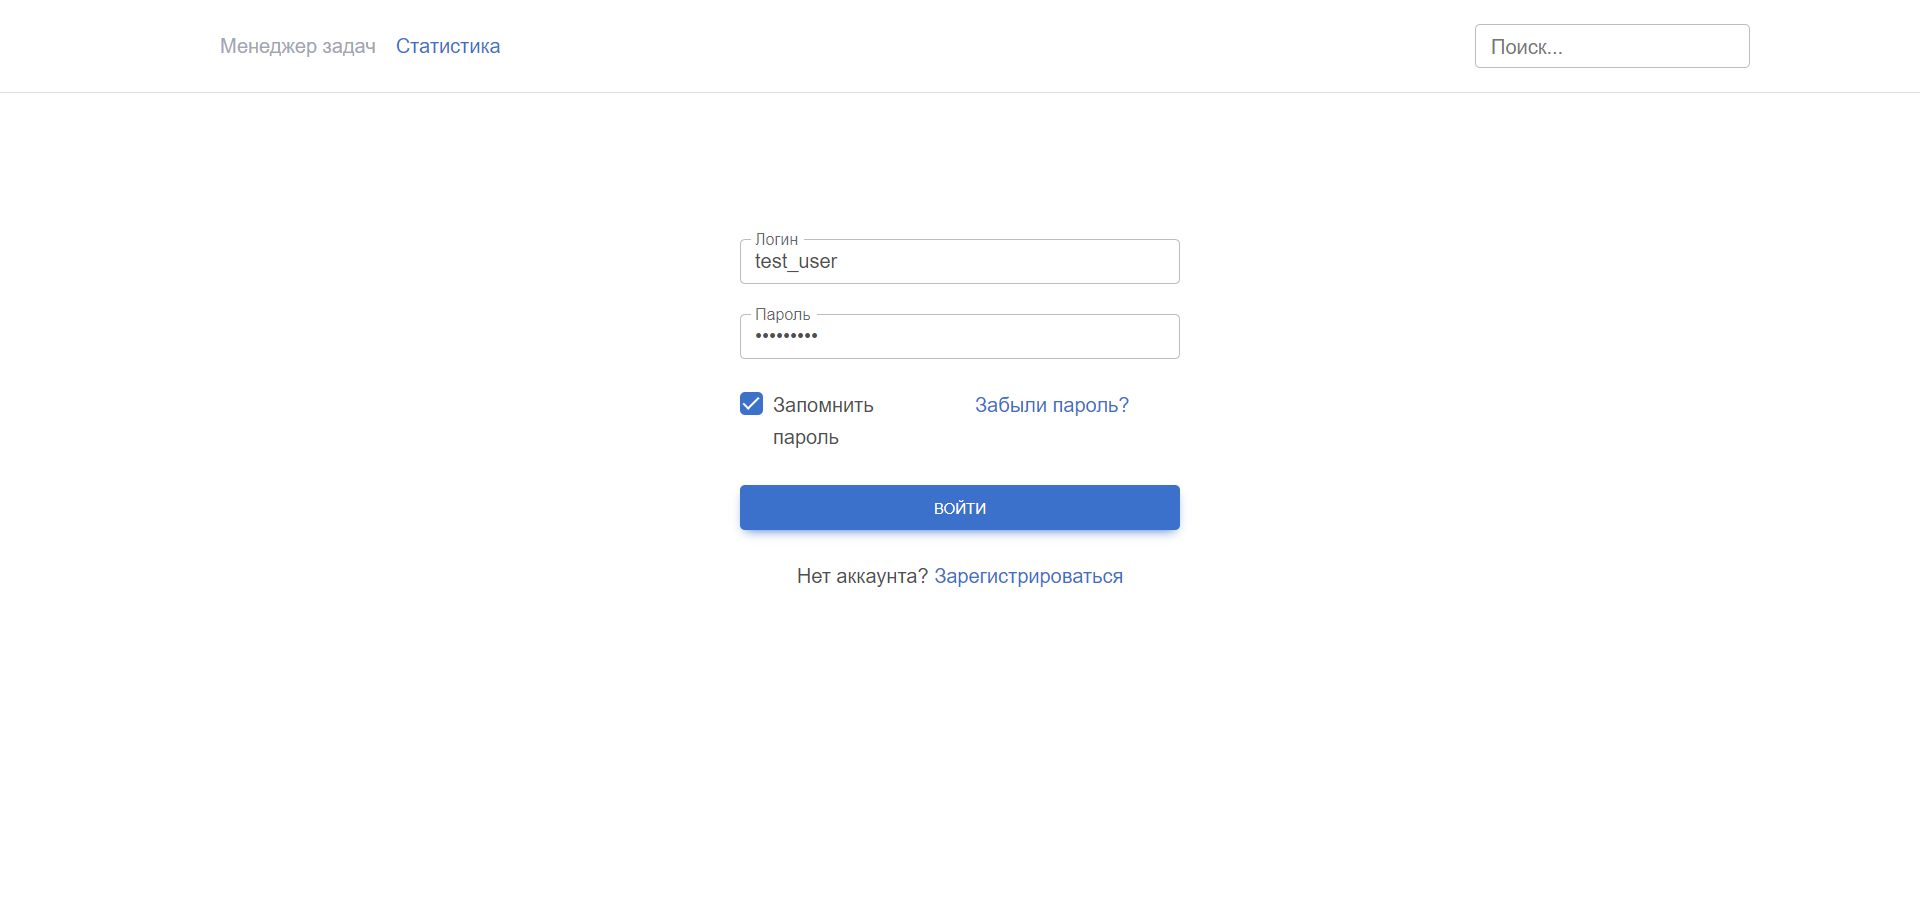 Менеджер задач Статистика Поиск...
Логин
test_user
Пароль
•••••••••
Запомнить пароль Забыли пароль?
ВОЙТИ
Нет аккаунта? Зарегистрироваться